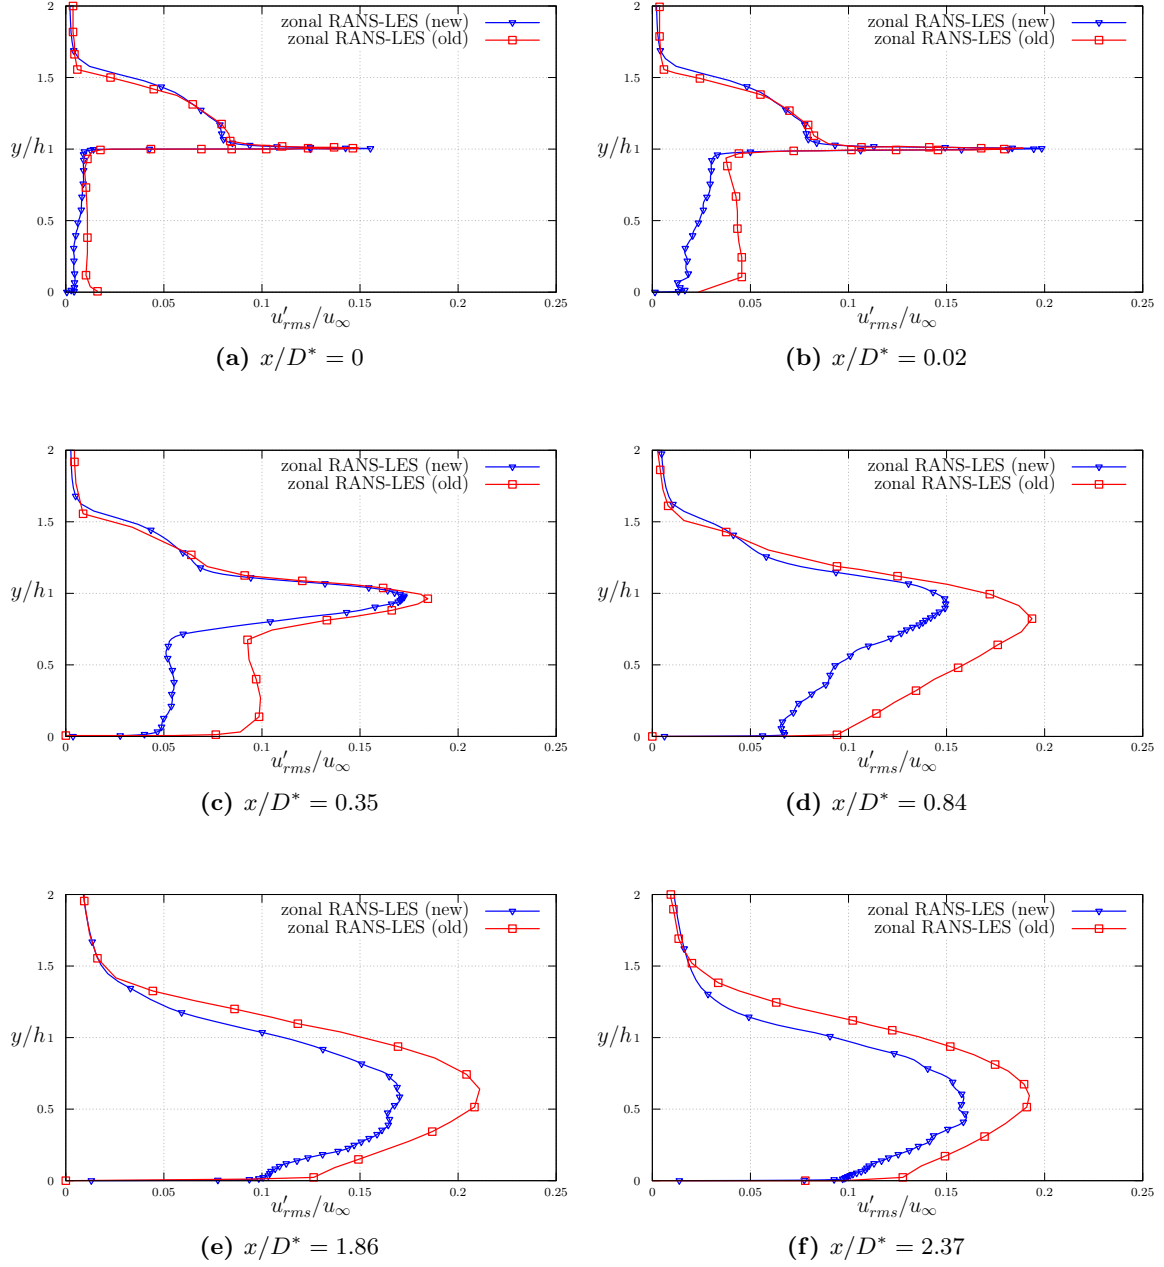 zonal RANS-LES (new)
zonal RANS-LES (old)
2
1.5
y/h 1
0.5
0
0 0.05 0.1 0.15 0.2 0.25
u′rms/u∞
(a) x/D* = 0
zonal RANS-LES (new)
zonal RANS-LES (old)
2
1.5
y/h 1
0.5
0
0 0.05 0.1 0.15 0.2 0.25
u′rms/u∞
(b) x/D* = 0.02
zonal RANS-LES (new)
zonal RANS-LES (old)
2
1.5
y/h 1
0.5
0
0 0.05 0.1 0.15 0.2 0.25
u′rms/u∞
(c) x/D* = 0.35
zonal RANS-LES (new)
zonal RANS-LES (old)
2
1.5
y/h 1
0.5
0
0 0.05 0.1 0.15 0.2 0.25
u′rms/u∞
(d) x/D* = 0.84
zonal RANS-LES (new)
zonal RANS-LES (old)
2
1.5
y/h 1
0.5
0
0 0.05 0.1 0.15 0.2 0.25
u′rms/u∞
(e) x/D* = 1.86
zonal RANS-LES (new)
zonal RANS-LES (old)
2
1.5
y/h 1
0.5
0
0 0.05 0.1 0.15 0.2 0.25
u′rms/u∞
(f) x/D* = 2.37